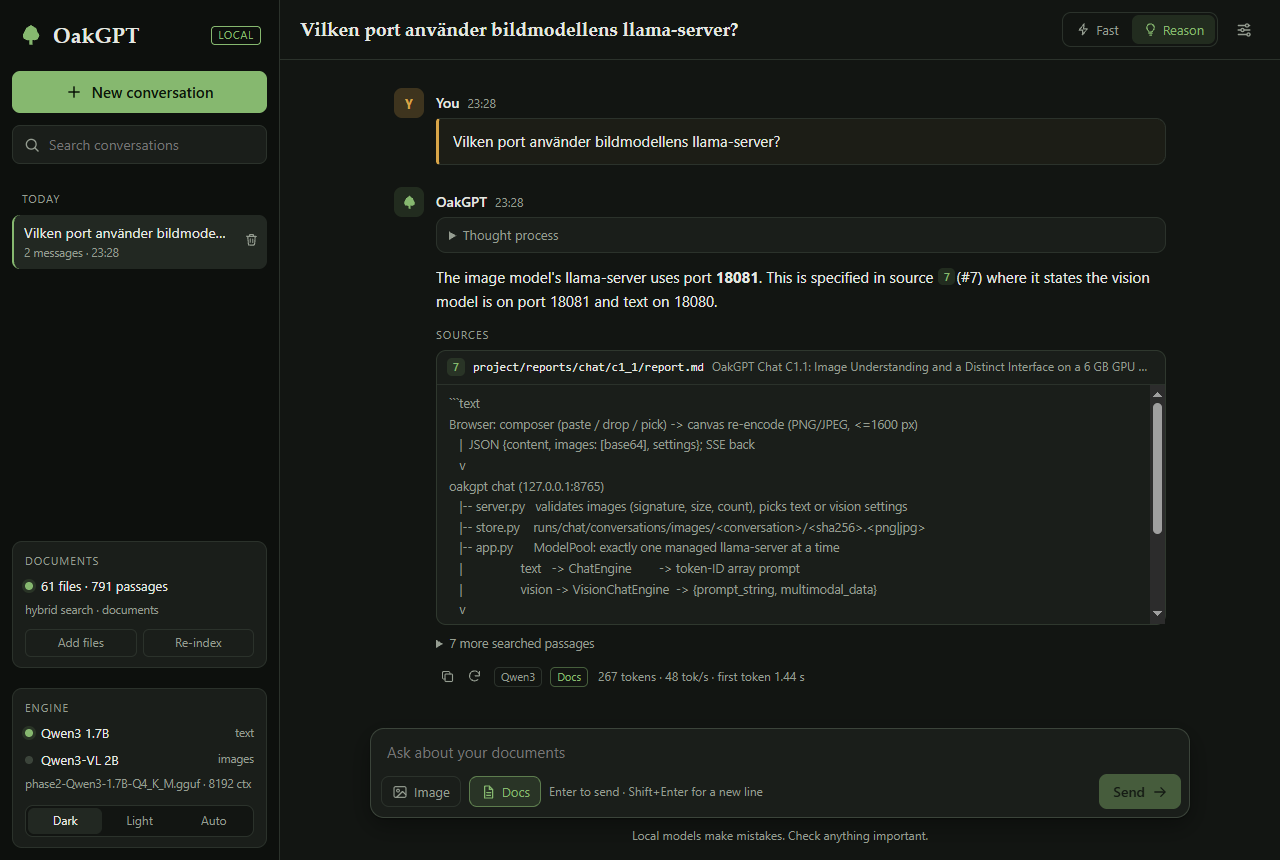 OakGPT
LOCAL
New conversation
Search conversations
TODAY
Vilken port använder bildmode...
2 messages · 23:28
DOCUMENTS
61 files · 791 passages
hybrid search · documents
Add files
Re-index
ENGINE
Qwen3 1.7B
text
Qwen3-VL 2B
images
phase2-Qwen3-1.7B-Q4_K_M.gguf · 8192 ctx
Dark
Light
Auto
Vilken port använder bildmodellens llama-server?
Fast
Reason
Y
You 23:28
Vilken port använder bildmodellens llama-server?
OakGPT 23:28
Thought process
The image model's llama-server uses port 18081. This is specified in source 7 (#7) where it states the vision
model is on port 18081 and text on 18080.
SOURCES
7 project/reports/chat/c1_1/report.md OakGPT Chat C1.1: Image Understanding and a Distinct Interface on a 6 GB GPU ...
```text
Browser: composer (paste / drop / pick) -> canvas re-encode (PNG/JPEG, <=1600 px)
| JSON {content, images: [base64], settings}; SSE back
v
oakgpt chat (127.0.0.1:8765)
|-- server.py validates images (signature, size, count), picks text or vision settings
|-- store.py runs/chat/conversations/images/<conversation>/<sha256>.<png|jpg>
|-- app.py ModelPool: exactly one managed llama-server at a time
| text -> ChatEngine -> token-ID array prompt
| vision -> VisionChatEngine -> {prompt_string, multimodal_data}
v
7 more searched passages
Qwen3
Docs
267 tokens · 48 tok/s · first token 1.44 s
Ask about your documents
Image
Docs
Enter to send · Shift+Enter for a new line
Send
Local models make mistakes. Check anything important.